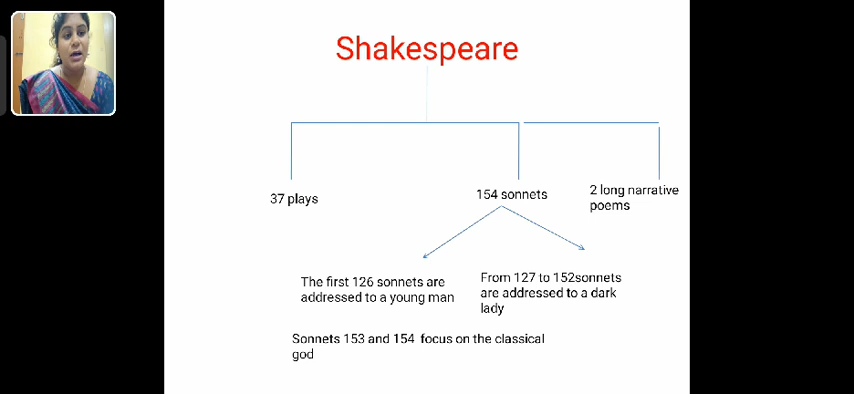 Shakespeare
37 plays
154 sonnets
2 long narrative
poems
The first 126 sonnets are
addressed to a young man
From 127 to 152sonnets
are addressed to a dark
lady
Sonnets 153 and 154 focus on the classical
god